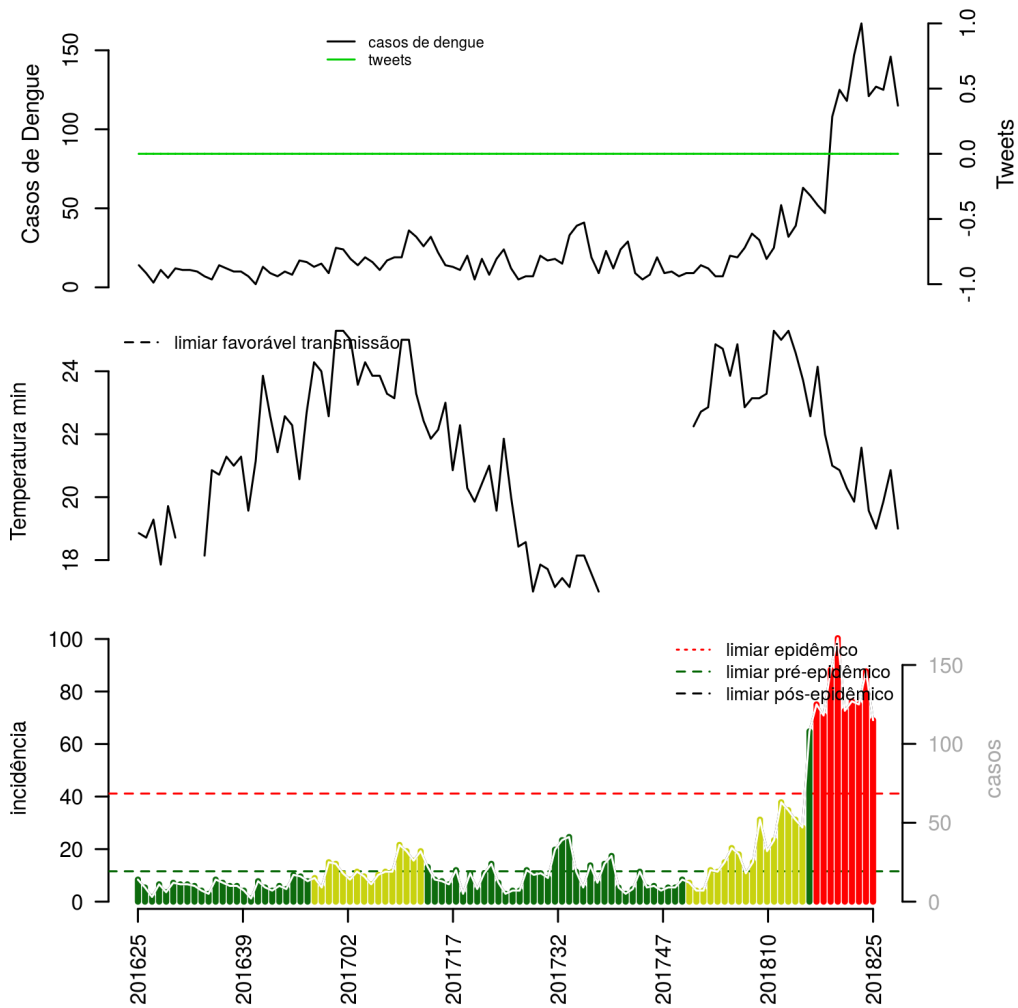 casos de dengue
tweets
Casos de Dengue
0
50
100
150
Tweets
-1.0
-0.5
0.0
0.5
1.0
limiar favorável transmissão
Temperatura min
18
20
22
24
limiar epidêmico
limiar pré-epidêmico
limiar pós-epidêmico
incidência
0
20
40
60
80
100
casos
0
50
100
150
201625
201639
201702
201717
201732
201747
201810
201825